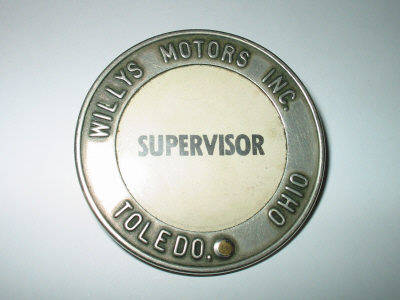 WILLYS MOTORS INC.
SUPERVISOR
TOLEDO. OHIO